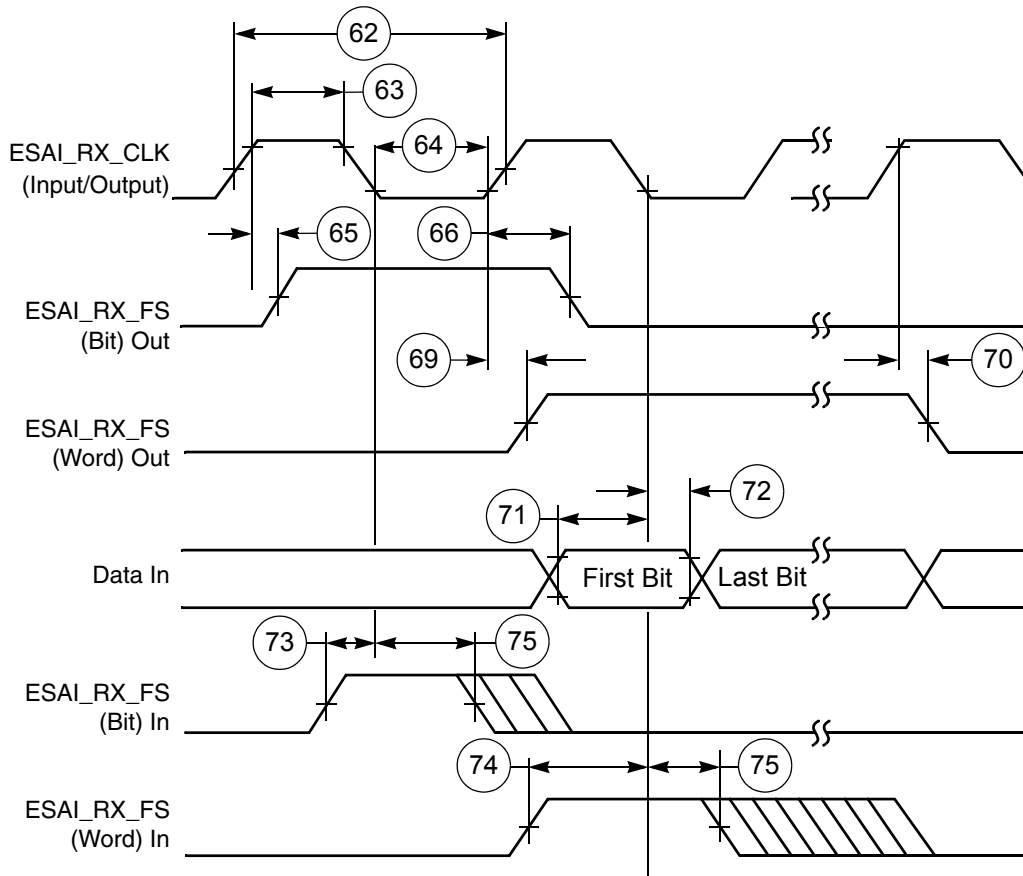 62
63
ESAI_RX_CLK
(Input/Output)
64
65
66
ESAI_RX_FS
(Bit) Out
69
70
ESAI_RX_FS
(Word) Out
71
72
Data In
First Bit
Last Bit
73
75
ESAI_RX_FS
(Bit) In
74
75
ESAI_RX_FS
(Word) In